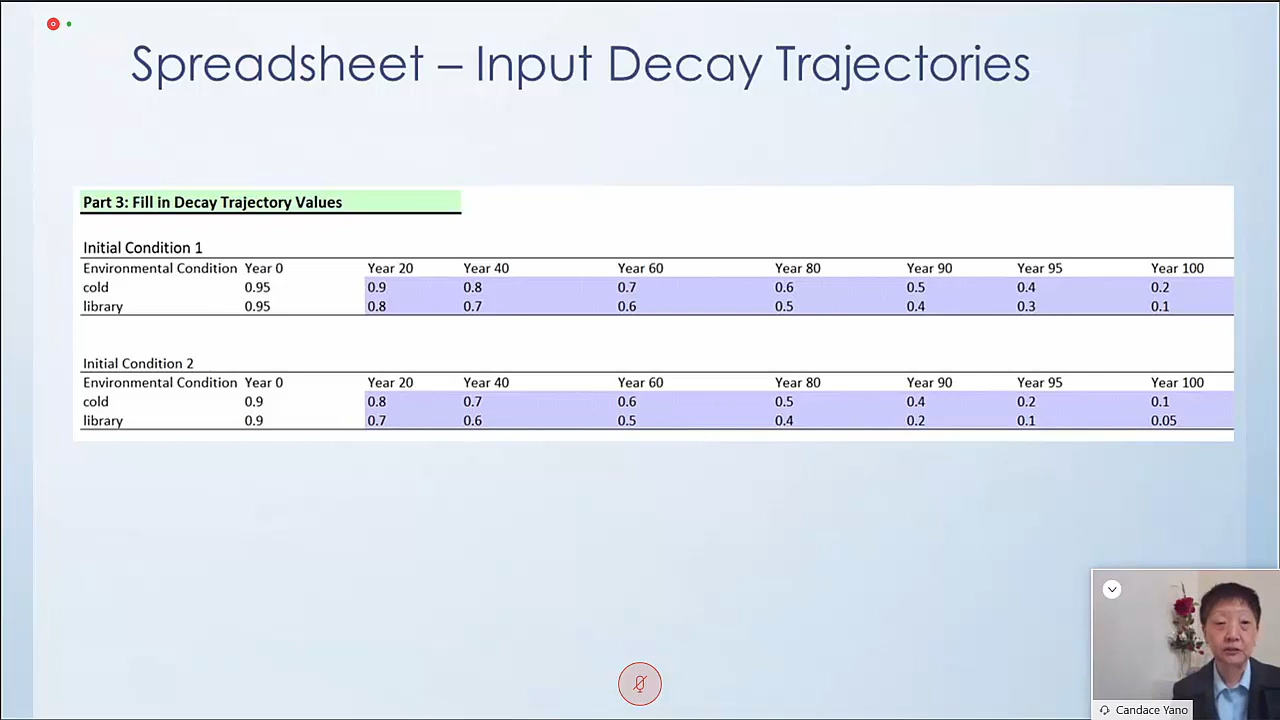 Spreadsheet – Input Decay Trajectories
Part 3: Fill in Decay Trajectory Values
Initial Condition 1
Environmental Condition Year 0 Year 20 Year 40 Year 60 Year 80 Year 90 Year 95 Year 100
cold 0.95 0.9 0.8 0.7 0.6 0.5 0.4 0.2
library 0.95 0.8 0.7 0.6 0.5 0.4 0.3 0.1
Initial Condition 2
Environmental Condition Year 0 Year 20 Year 40 Year 60 Year 80 Year 90 Year 95 Year 100
cold 0.9 0.8 0.7 0.6 0.5 0.4 0.2 0.1
library 0.9 0.7 0.6 0.5 0.4 0.2 0.1 0.05
Candace Yano